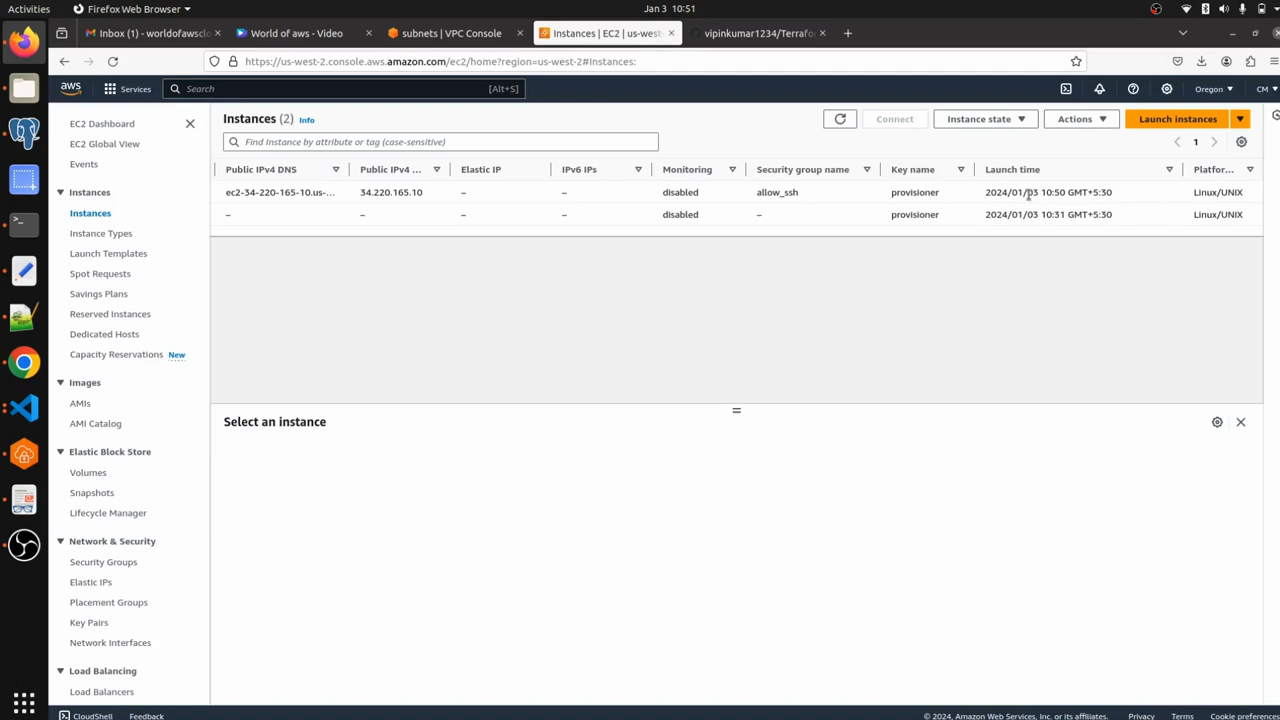 Activities Firefox Web Browser Jan 3 10:51
Inbox (1) - worldofawsclo × World of aws - Video × subnets | VPC Console × Instances | EC2 | us-west- × vipinkumar1234/Terrafor × +
https://us-west-2.console.aws.amazon.com/ec2/home?region=us-west-2#Instances:
aws Services Search [Alt+S] Oregon CM
EC2 Dashboard
EC2 Global View
Events
Instances
Instances
Instance Types
Launch Templates
Spot Requests
Savings Plans
Reserved Instances
Dedicated Hosts
Capacity Reservations New
Images
AMIs
AMI Catalog
Elastic Block Store
Volumes
Snapshots
Lifecycle Manager
Network & Security
Security Groups
Elastic IPs
Placement Groups
Key Pairs
Network Interfaces
Load Balancing
Load Balancers
Instances (2) Info Connect Instance state Actions Launch instances
Find Instance by attribute or tag (case-sensitive) 1
Public IPv4 DNS Public IPv4 ... Elastic IP IPv6 IPs Monitoring Security group name Key name Launch time Platfor...
ec2-34-220-165-10.us-... 34.220.165.10 – – disabled allow_ssh provisioner 2024/01/03 10:50 GMT+5:30 Linux/UNIX
– – – – disabled – provisioner 2024/01/03 10:31 GMT+5:30 Linux/UNIX
Select an instance
CloudShell Feedback © 2024, Amazon Web Services, Inc. or its affiliates. Privacy Terms Cookie preferences